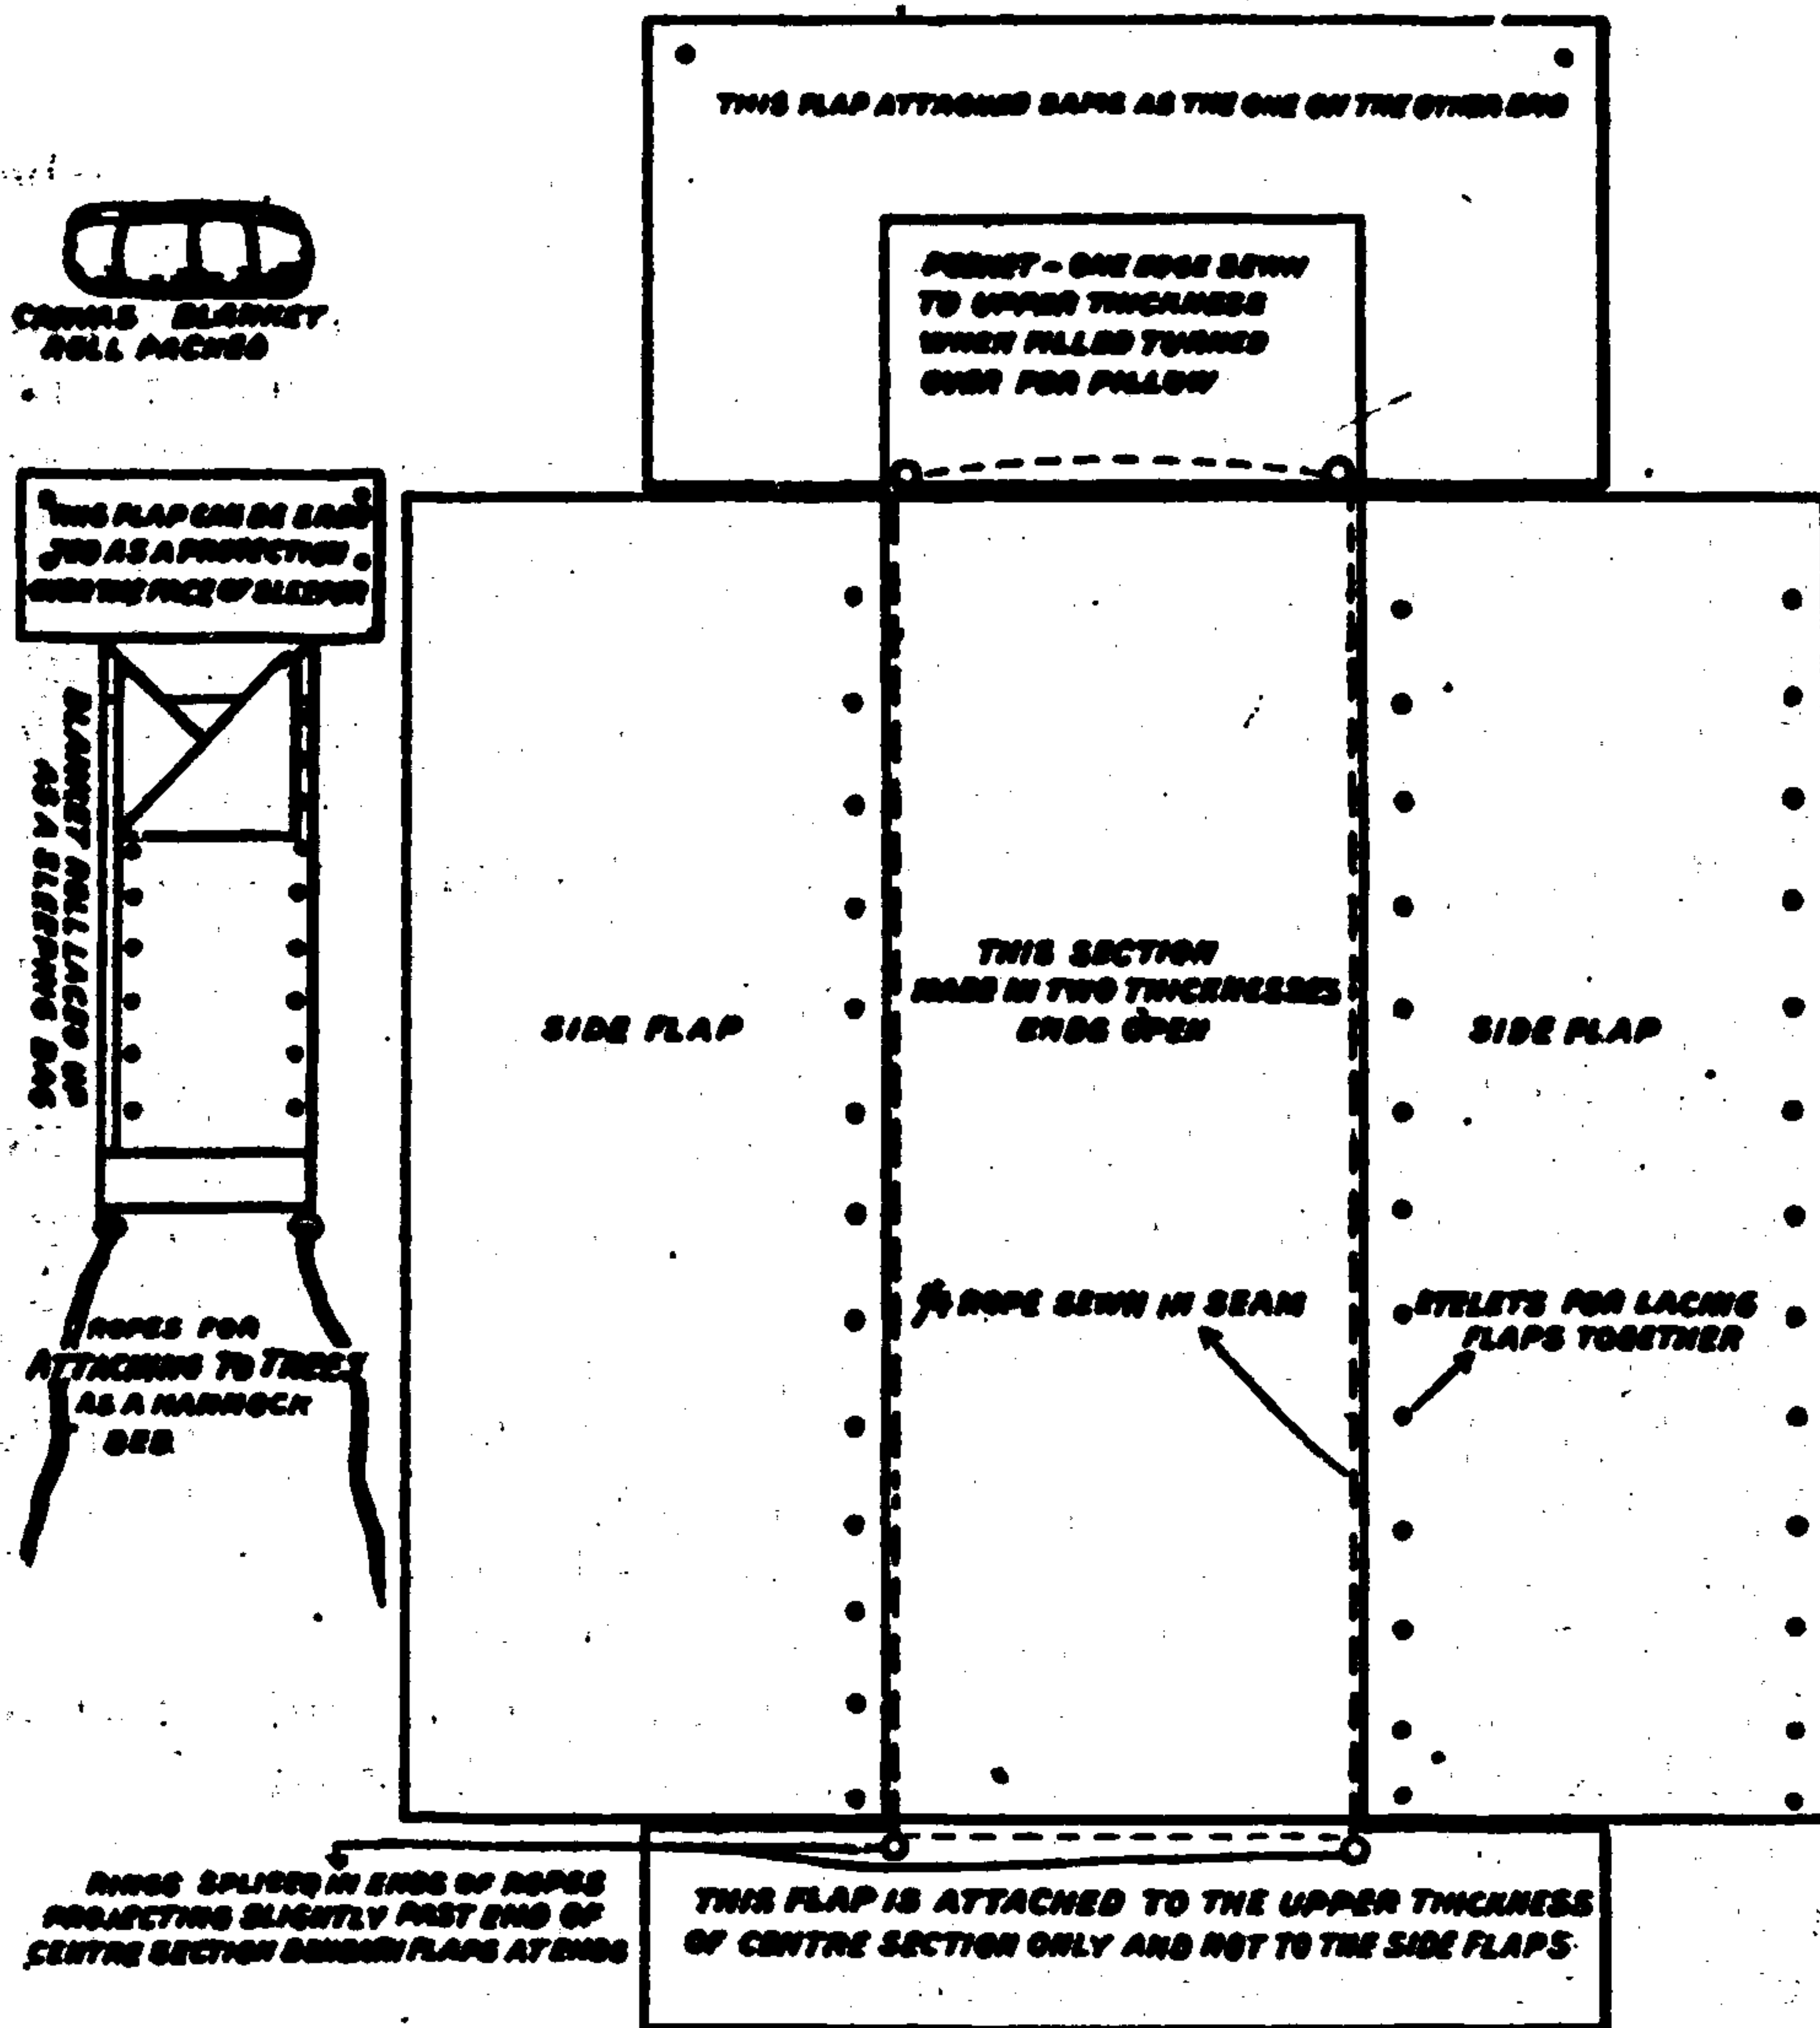 THIS FLAP ATTACHED SAME AS THE ONE ON THE OTHER END
POCKET - ONE EDGE SEWN
TO UPPER THICKNESS
WHEN FILLED TURNED
OVER FOR PILLOW
CANVAS BLANKET
ROLL PACKED
THIS FLAP CAN BE
AS A PROTECTION
OVER THE FACE OF SLEEPER
BLANKET ROLL LACED UP
AS A SLEEPING BAG
THIS SECTION
MADE IN TWO THICKNESSES
ENDS OPEN
SIDE FLAP
SIDE FLAP
ROPE SEWN IN SEAM
EYELETS FOR LACING
FLAPS TOGETHER
ROPES FOR
ATTACHING TO TREES
AS A HAMMOCK
BED
RINGS SPLICED IN ENDS OF ROPES
PROJECTING SLIGHTLY PAST END OF
CENTRE SECTION BENEATH FLAPS AT ENDS
THIS FLAP IS ATTACHED TO THE UPPER THICKNESS
OF CENTRE SECTION ONLY AND NOT TO THE SIDE FLAPS.